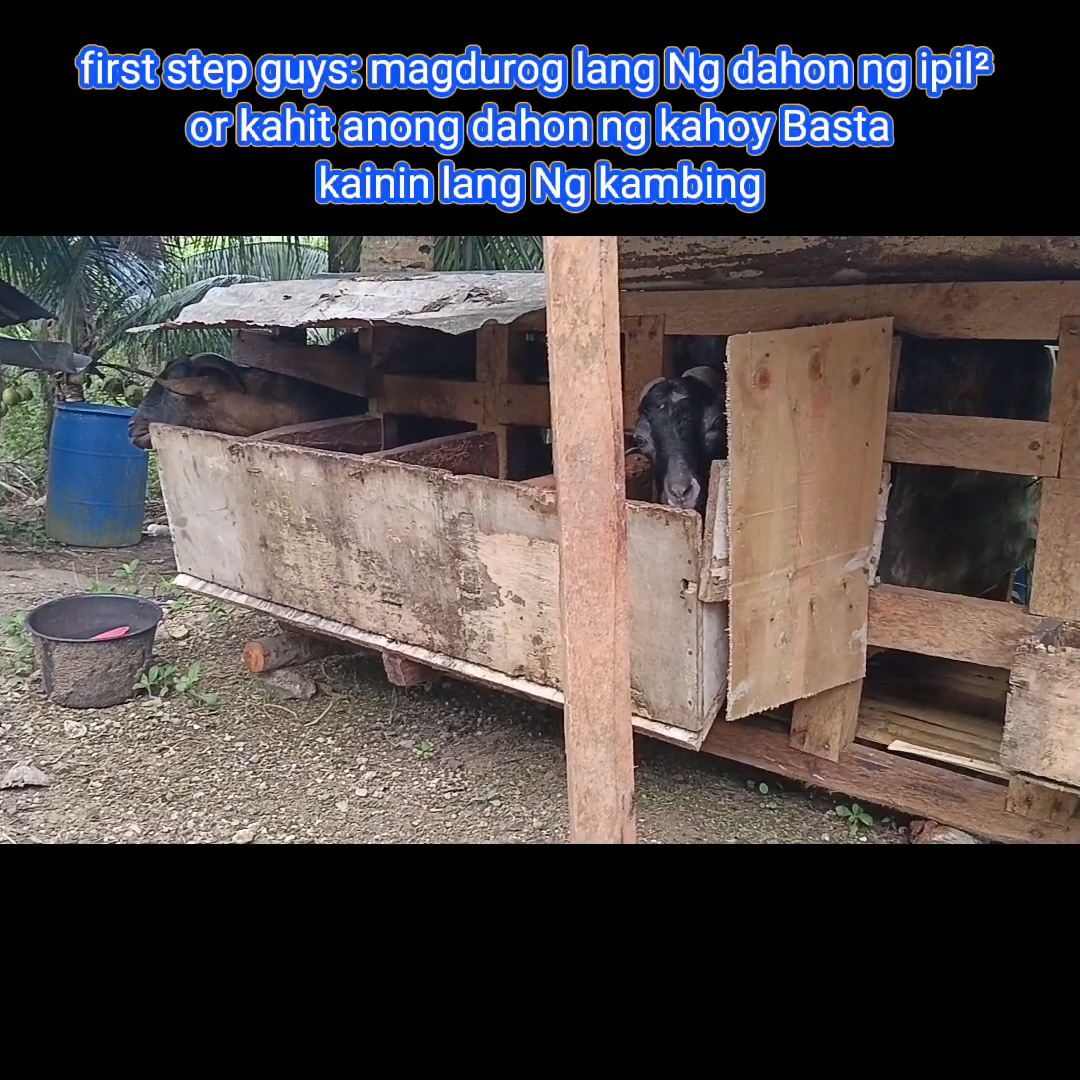 first step guys: magdurog lang Ng dahon ng ipil²
or kahit anong dahon ng kahoy Basta
kainin lang Ng kambing